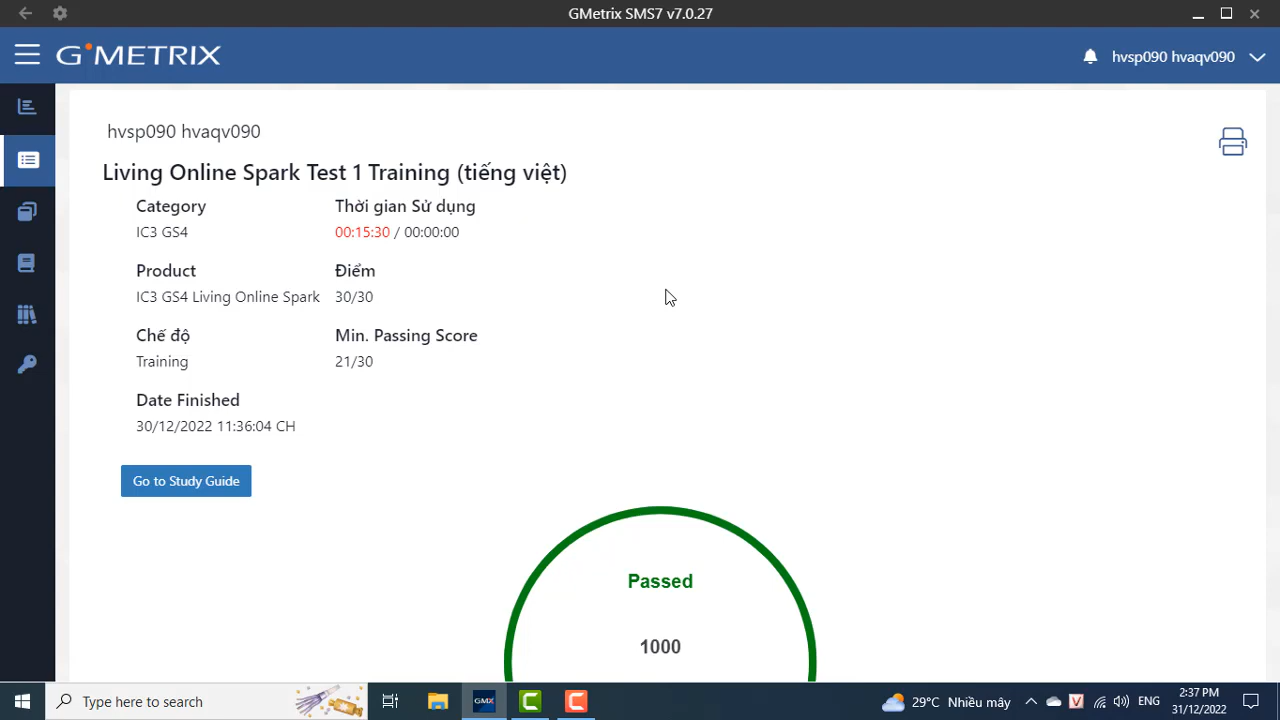 GMetrix SMS7 v7.0.27
GMETRIX
hvsp090 hvaqv090
hvsp090 hvaqv090
Living Online Spark Test 1 Training (tiếng việt)
Category
IC3 GS4
Thời gian Sử dụng
00:15:30 / 00:00:00
Product
IC3 GS4 Living Online Spark
Điểm
30/30
Chế độ
Training
Min. Passing Score
21/30
Date Finished
30/12/2022 11:36:04 CH
Go to Study Guide
Passed
1000
Type here to search
GMX
C
C
29°C Nhiều mây
V
ENG
2:37 PM
31/12/2022